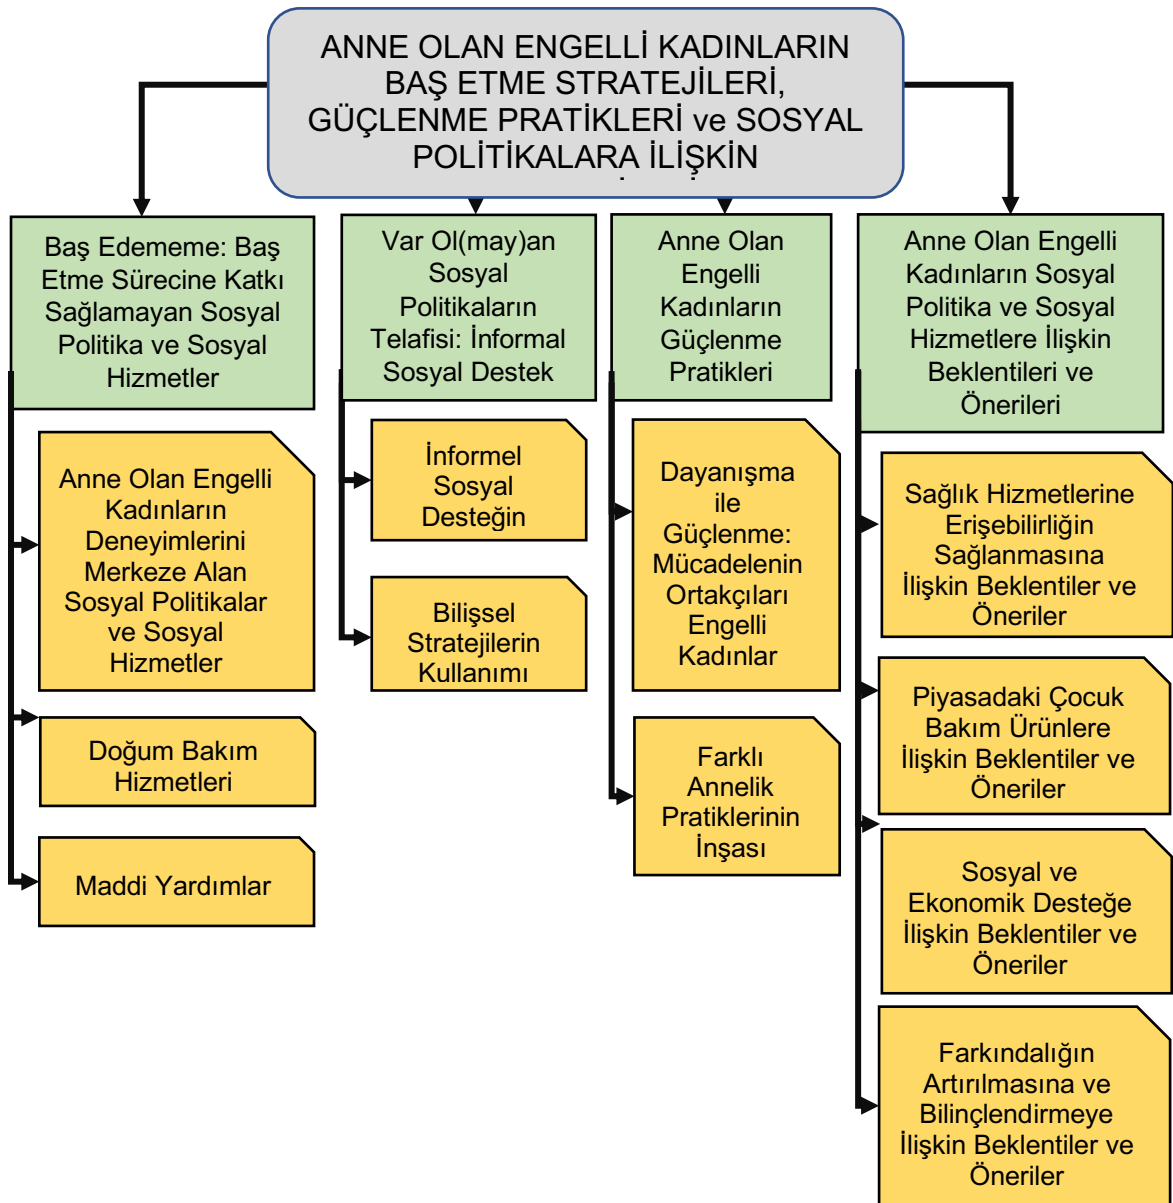 ANNE OLAN ENGELLİ KADINLARIN
BAŞ ETME STRATEJİLERİ,
GÜÇLENME PRATİKLERİ ve SOSYAL
POLİTİKALARA İLİŞKİN
Baş Edememe: Baş
Etme Sürecine Katkı
Sağlamayan Sosyal
Politika ve Sosyal
Hizmetler
Anne Olan Engelli
Kadınların
Deneyimlerini
Merkeze Alan
Sosyal Politikalar
ve Sosyal
Hizmetler
Doğum Bakım
Hizmetleri
Maddi Yardımlar
Var Ol(may)an
Sosyal
Politikaların
Telafisi: İnformal
Sosyal Destek
İnformel
Sosyal
Desteğin
Bilişsel
Stratejilerin
Kullanımı
Anne Olan
Engelli
Kadınların
Güçlenme
Pratikleri
Dayanışma
ile
Güçlenme:
Mücadelenin
Ortakçıları
Engelli
Kadınlar
Farklı
Annelik
Pratiklerinin
İnşası
Anne Olan Engelli
Kadınların Sosyal
Politika ve Sosyal
Hizmetlere İlişkin
Beklentileri ve
Önerileri
Sağlık Hizmetlerine
Erişebilirliğin
Sağlanmasına
İlişkin Beklentiler ve
Öneriler
Piyasadaki Çocuk
Bakım Ürünlere
İlişkin Beklentiler ve
Öneriler
Sosyal ve
Ekonomik Desteğe
İlişkin Beklentiler ve
Öneriler
Farkındalığın
Artırılmasına ve
Bilinçlendirmeye
İlişkin Beklentiler ve
Öneriler